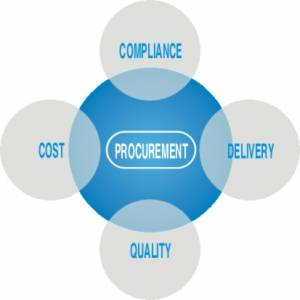 COMPLIANCE
COST
PROCUREMENT
DELIVERY
QUALITY